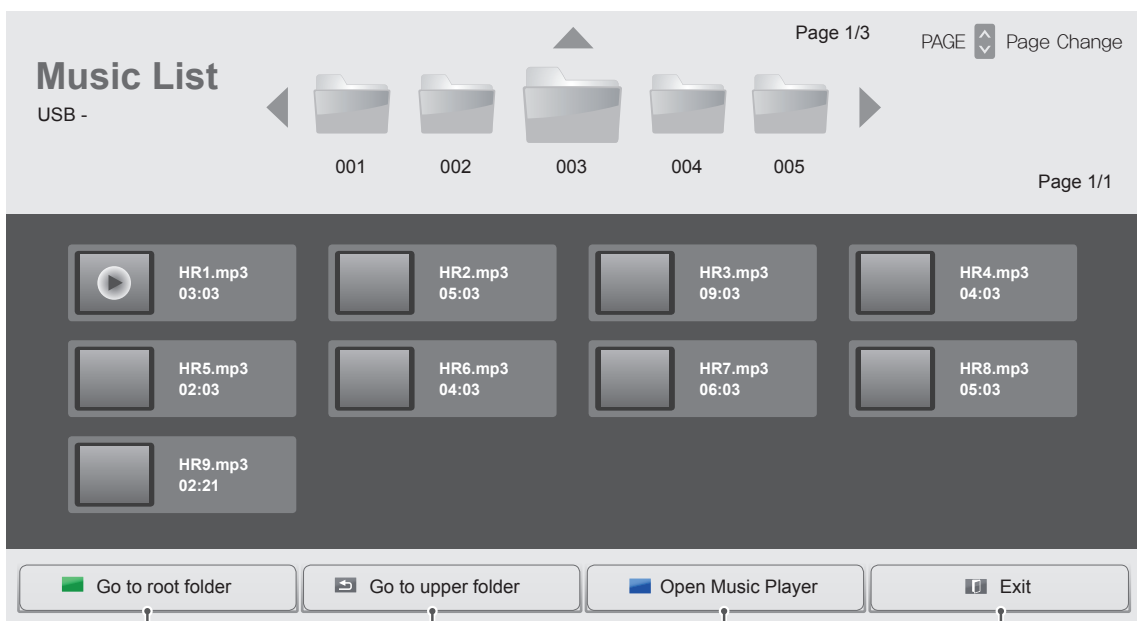 Page 1/3
PAGE Page Change
Music List
USB -
001 002 003 004 005
Page 1/1
HR1.mp3 HR2.mp3 HR3.mp3 HR4.mp3
03:03 05:03 09:03 04:03
HR5.mp3 HR6.mp3 HR7.mp3 HR8.mp3
02:03 04:03 06:03 05:03
HR9.mp3
02:21
Go to root folder Go to upper folder Open Music Player Exit